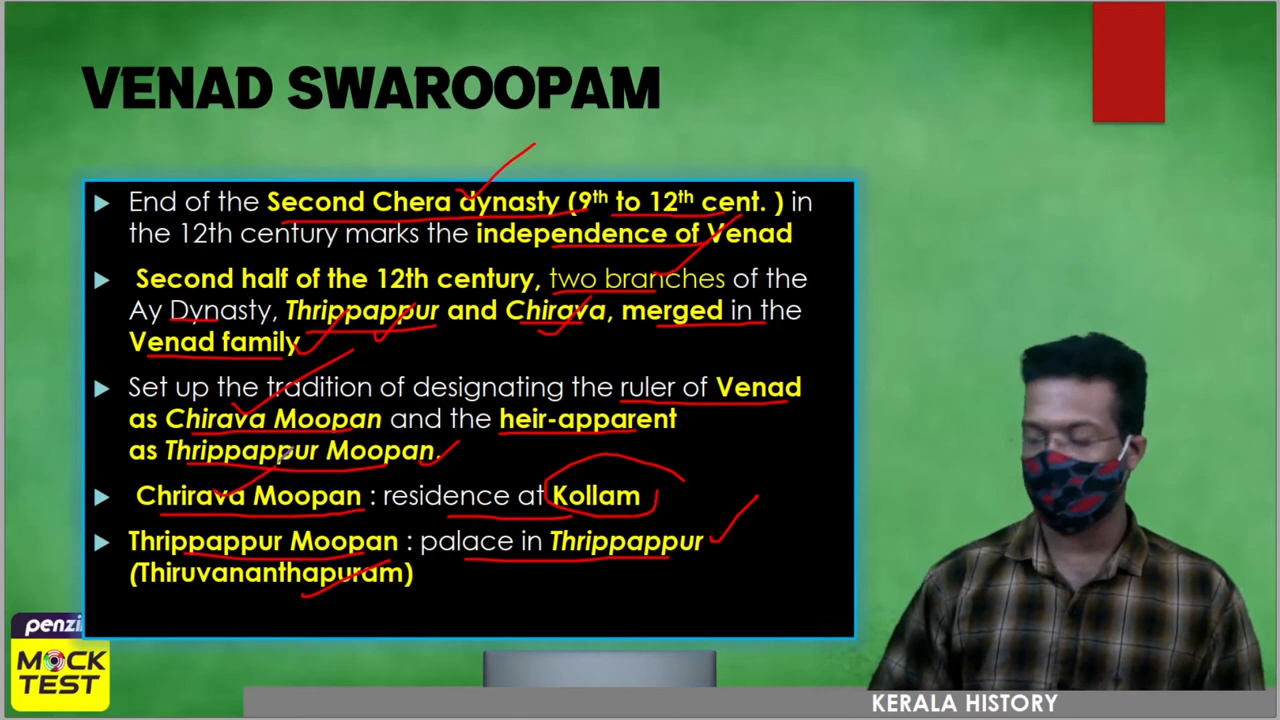 VENAD SWAROOPAM
End of the Second Chera dynasty (9th to 12th cent. ) in
the 12th century marks the independence of Venad
Second half of the 12th century, two branches of the
Ay Dynasty, Thrippappur and Chirava, merged in the
Venad family
Set up the tradition of designating the ruler of Venad
as Chirava Moopan and the heir-apparent
as Thrippappur Moopan.
Chrirava Moopan : residence at Kollam
Thrippappur Moopan : palace in Thrippappur
(Thiruvananthapuram)
MOCK
TEST
KERALA HISTORY